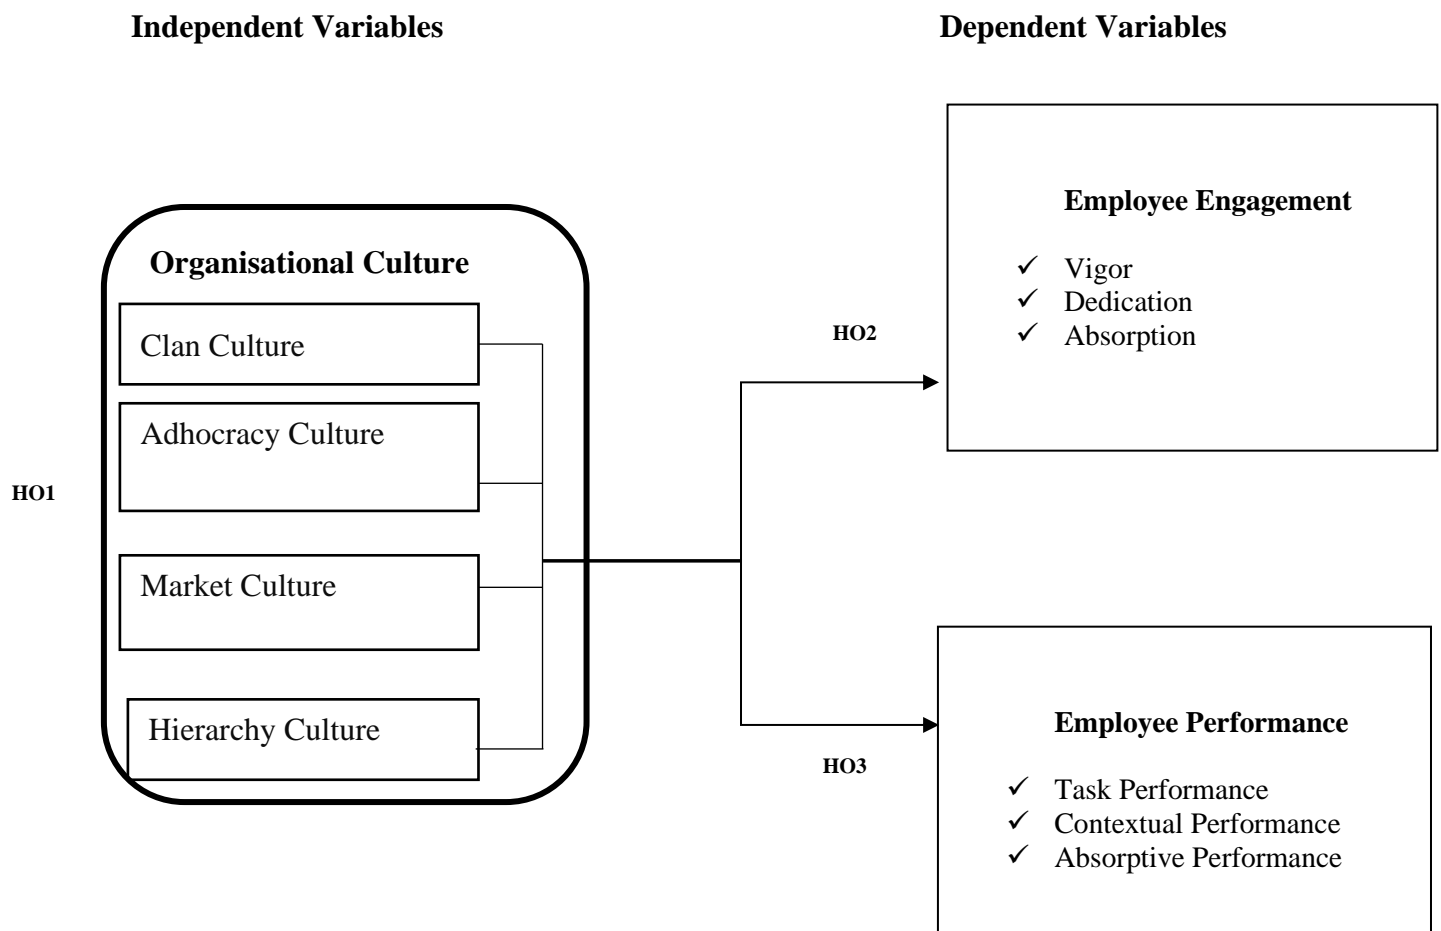 Independent Variables
Dependent Variables
Organisational Culture
Clan Culture
Adhocracy Culture
Market Culture
Hierarchy Culture
HO1
HO2
HO3
Employee Engagement
✓ Vigor
✓ Dedication
✓ Absorption
Employee Performance
✓ Task Performance
✓ Contextual Performance
✓ Absorptive Performance